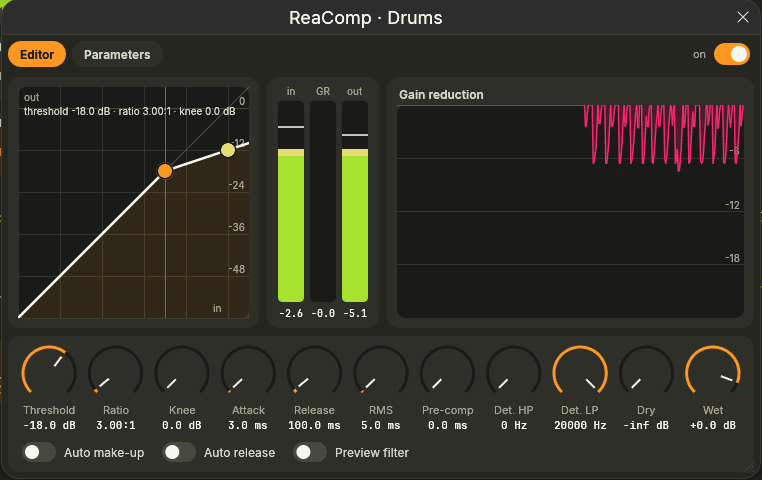 ReaComp · Drums
Editor
Parameters
on
out
threshold -18.0 dB · ratio 3.00:1 · knee 0.0 dB
0
-12
-24
-36
-48
in
in GR out
-2.6 -0.0 -5.1
Gain reduction
-6
-12
-18
Threshold Ratio Knee Attack Release RMS Pre-comp Det. HP Det. LP Dry Wet
-18.0 dB 3.00:1 0.0 dB 3.0 ms 100.0 ms 5.0 ms 0.0 ms 0 Hz 20000 Hz -inf dB +0.0 dB
Auto make-up Auto release Preview filter